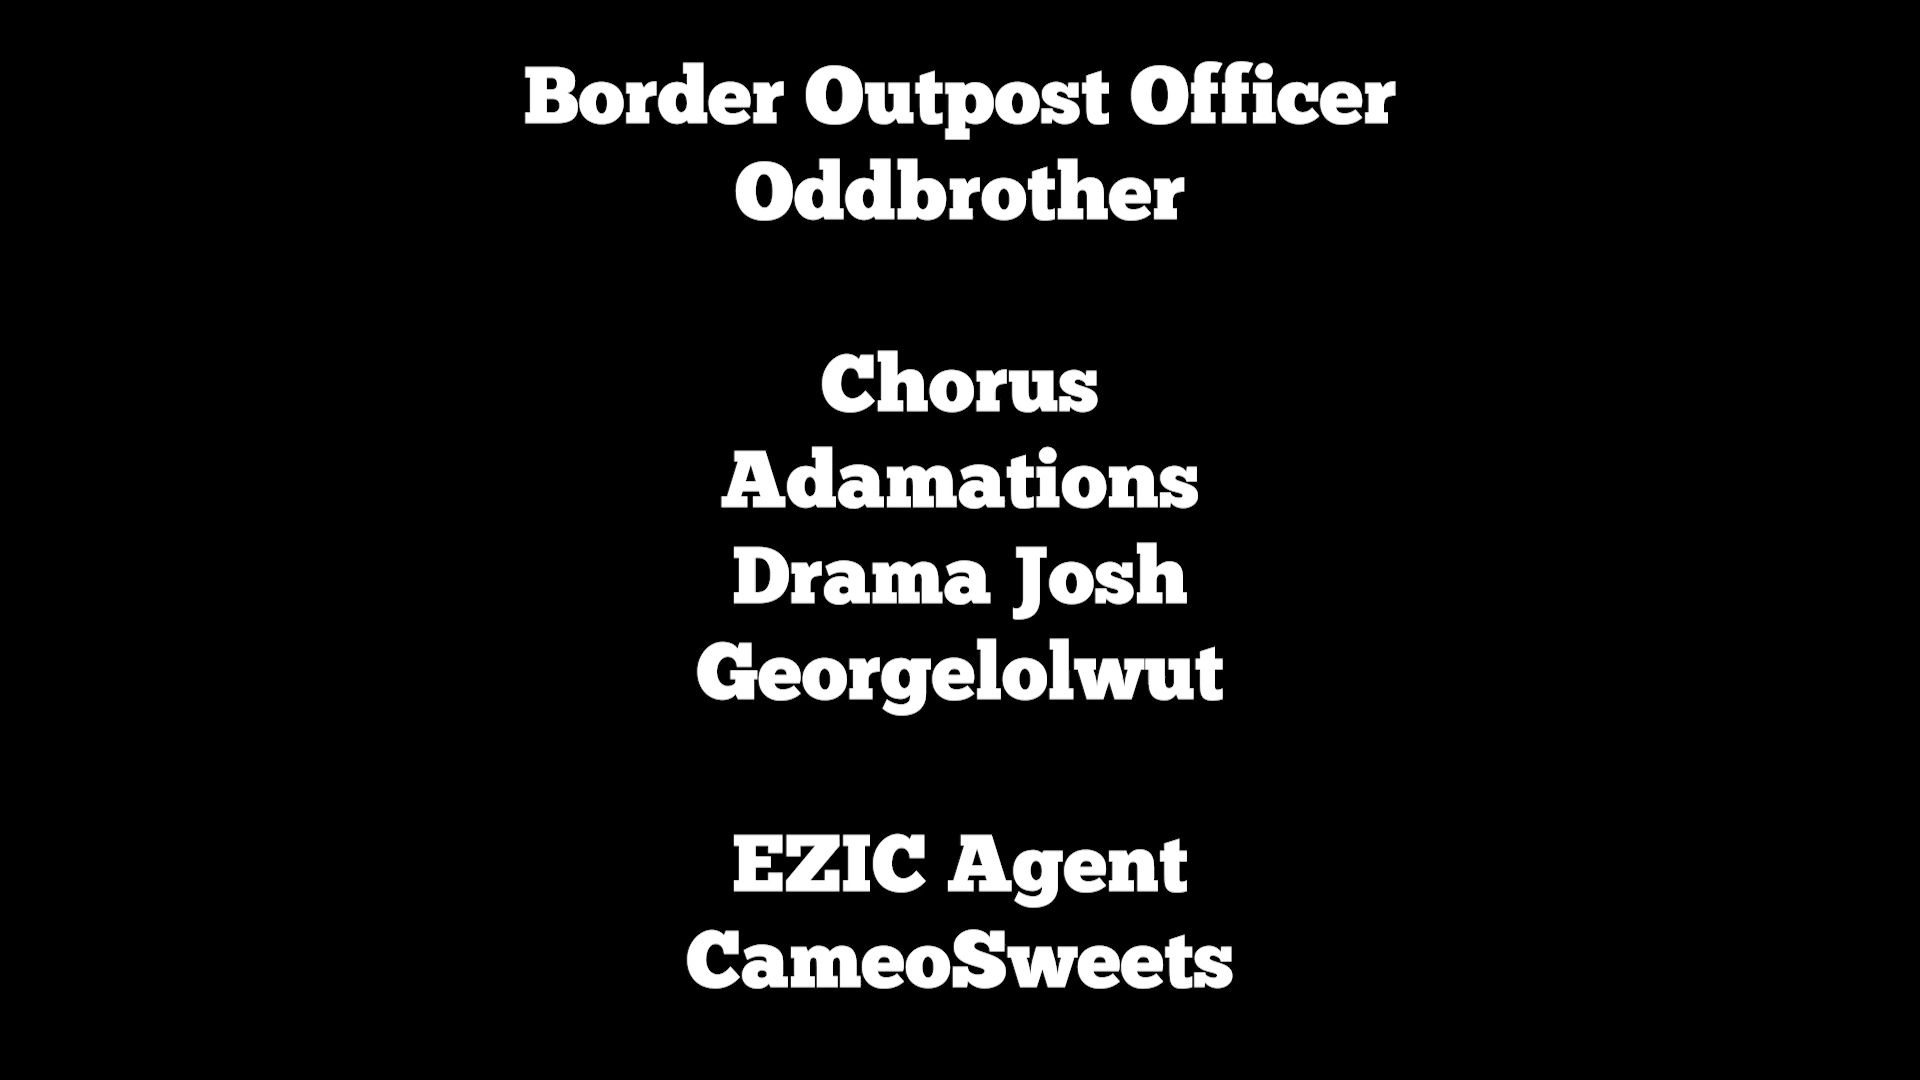 Border Outpost Officer
Oddbrother
Chorus
Adamations
Drama Josh
Georgelolwut
EZIC Agent
CameoSweets